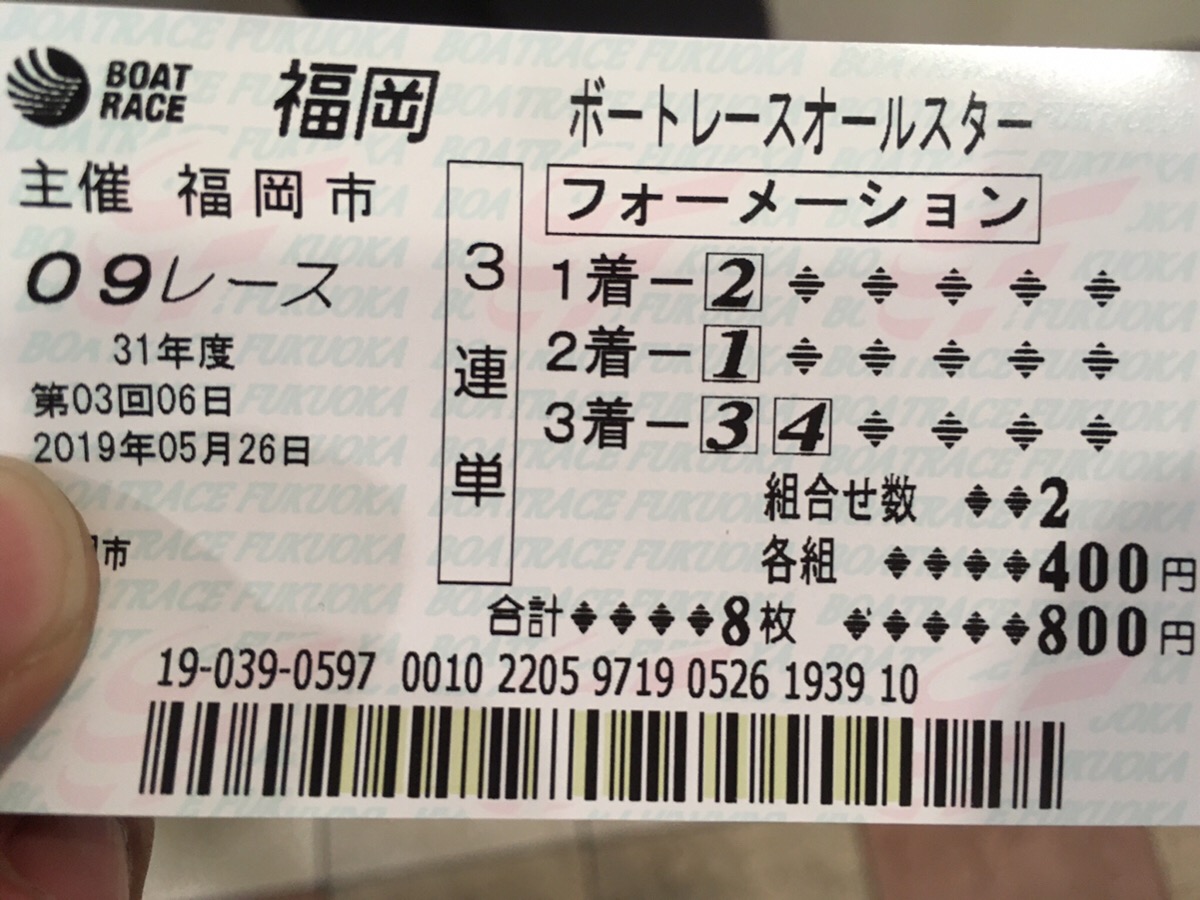 BOAT RACE 福岡 ボートレースオールスター
主催 福岡市
09レース
31年度
第03回06日
2019年05月26日
市
3連単
フォーメーション
1着－2
2着－1
3着－3 4
組合せ数 2
各組 400円
合計 8枚 800円
19-039-0597 0010 2205 9719 0526 1939 10
BOATRACE FUKUOKA